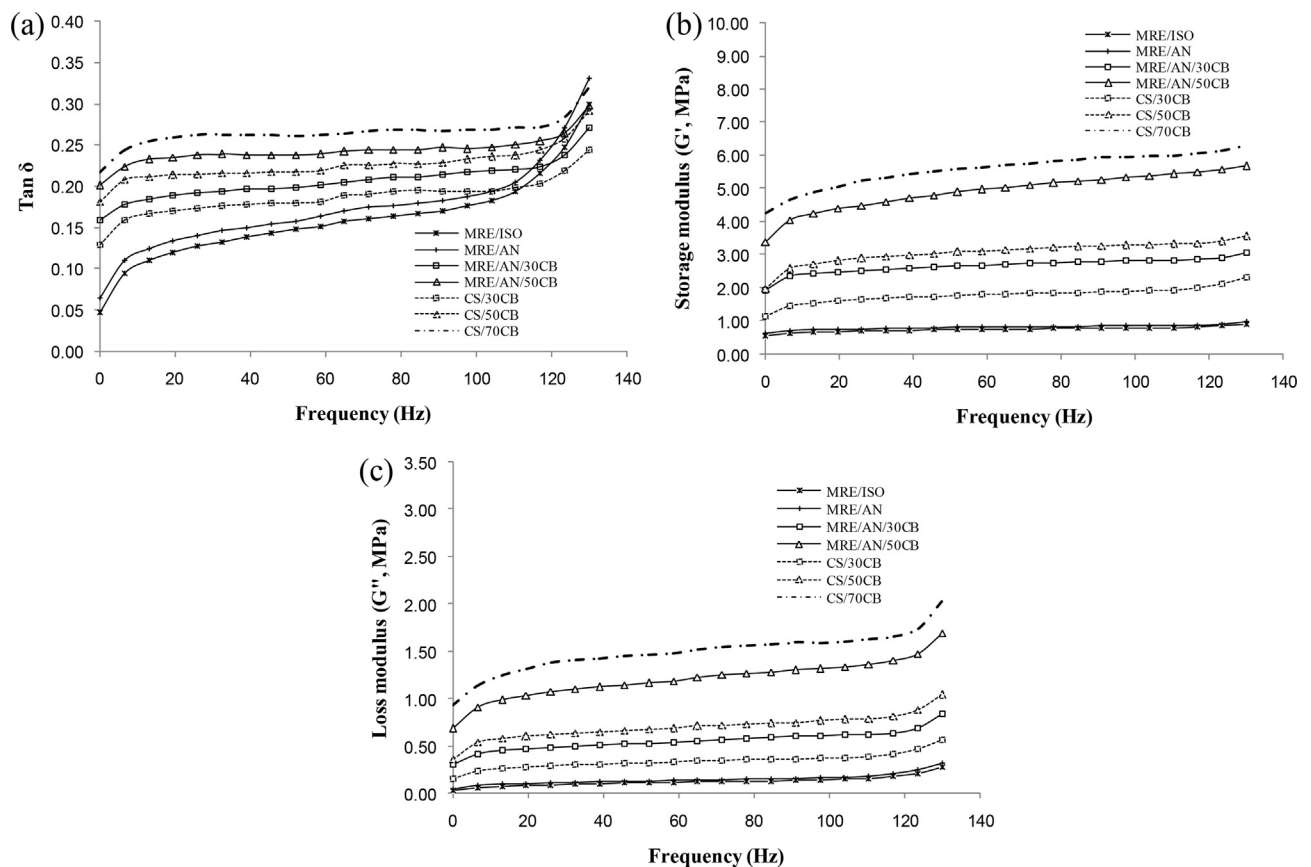 (a)
0.40
0.35
0.30
0.25
0.20
0.15
0.10
0.05
0.00
Tan δ
MRE/ISO
MRE/AN
MRE/AN/30CB
MRE/AN/50CB
CS/30CB
CS/50CB
CS/70CB
0 20 40 60 80 100 120 140
Frequency (Hz)
(b)
10.00
9.00
8.00
7.00
6.00
5.00
4.00
3.00
2.00
1.00
0.00
Storage modulus (G', MPa)
MRE/ISO
MRE/AN
MRE/AN/30CB
MRE/AN/50CB
CS/30CB
CS/50CB
CS/70CB
0 20 40 60 80 100 120 140
Frequency (Hz)
(c)
3.50
3.00
2.50
2.00
1.50
1.00
0.50
0.00
Loss modulus (G", MPa)
MRE/ISO
MRE/AN
MRE/AN/30CB
MRE/AN/50CB
CS/30CB
CS/50CB
CS/70CB
0 20 40 60 80 100 120 140
Frequency (Hz)